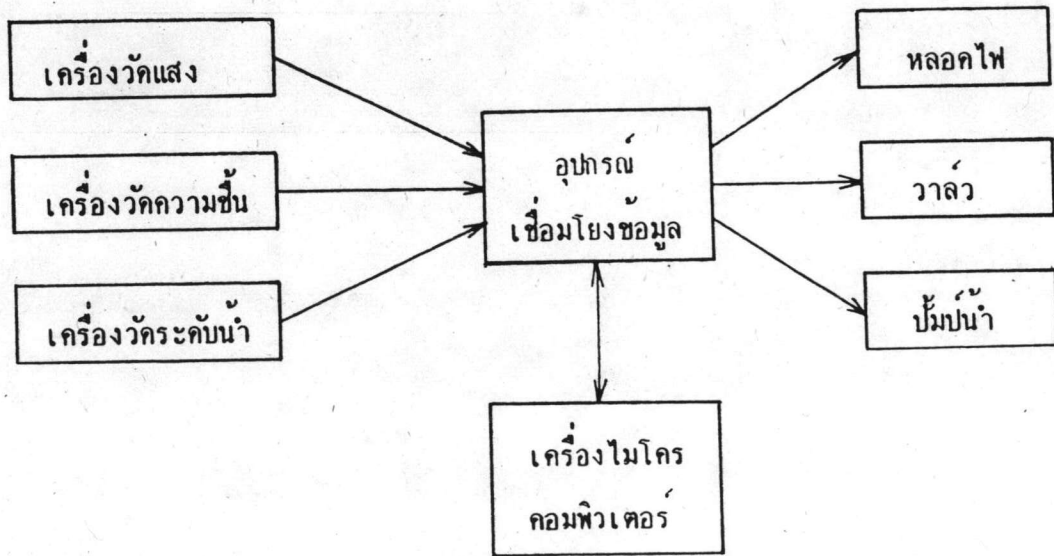 เครื่องวัดแสง
เครื่องวัดความชื้น
เครื่องวัดระดับน้ำ
อุปกรณ์
เชื่อมโยงข้อมูล
หลอดไฟ
วาล์ว
ปั้มป์น้ำ
เครื่องไมโคร
คอมพิวเตอร์